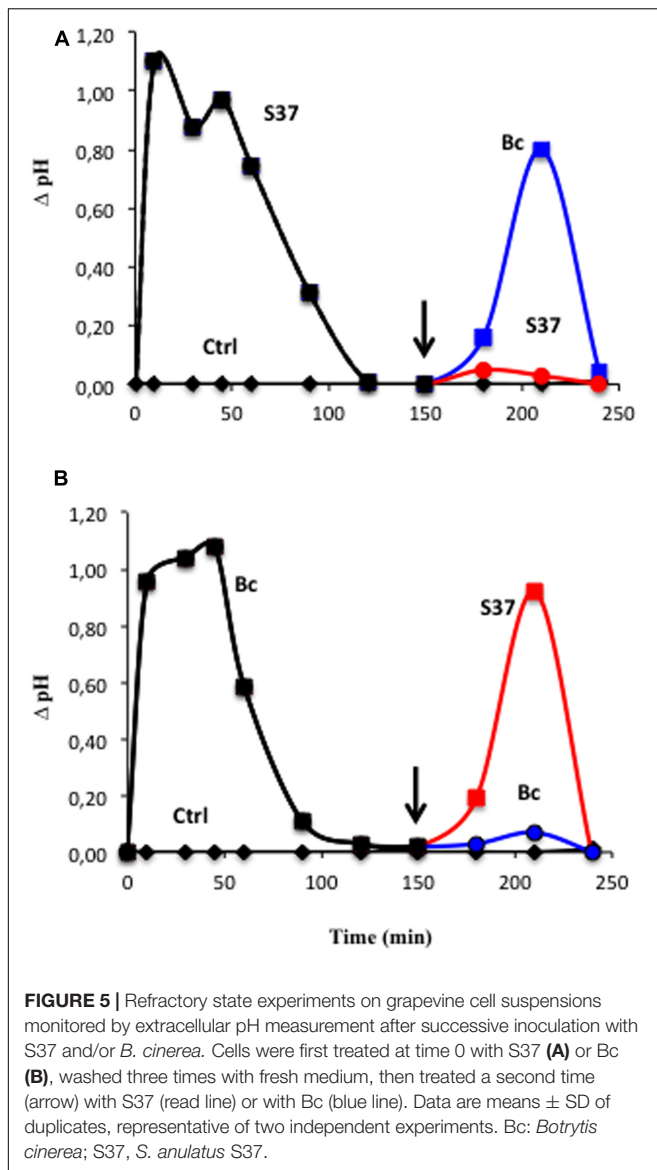 A
1,20
1,00
0,80
0,60
0,40
0,20
0,00
Δ pH
S37
Ctrl
Bc
S37
0 50 100 150 200 250
B
1,20
1,00
0,80
0,60
0,40
0,20
0,00
Δ pH
Bc
Ctrl
S37
Bc
0 50 100 150 200 250
Time (min)
FIGURE 5 | Refractory state experiments on grapevine cell suspensions
monitored by extracellular pH measurement after successive inoculation with
S37 and/or B. cinerea. Cells were first treated at time 0 with S37 (A) or Bc
(B), washed three times with fresh medium, then treated a second time
(arrow) with S37 (read line) or with Bc (blue line). Data are means ± SD of
duplicates, representative of two independent experiments. Bc: Botrytis
cinerea; S37, S. anulatus S37.